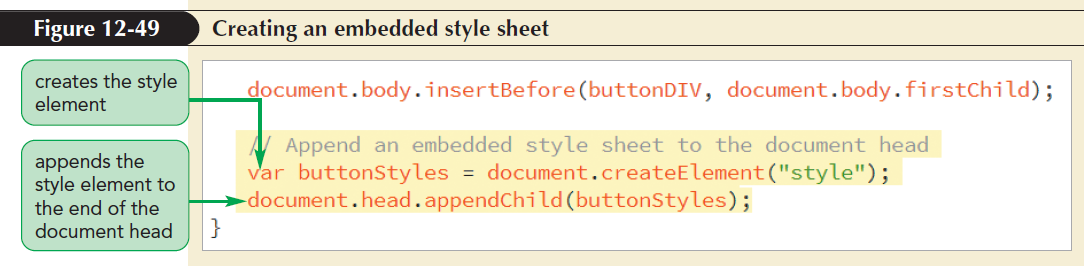 Figure 12-49
Creating an embedded style sheet
creates the style
element
document.body.insertBefore(buttonDIV, document.body.firstChild);
// Append an embedded style sheet to the document head
var buttonStyles = document.createElement("style");
document.head.appendChild(buttonStyles);
}
appends the
style element to
the end of the
document head